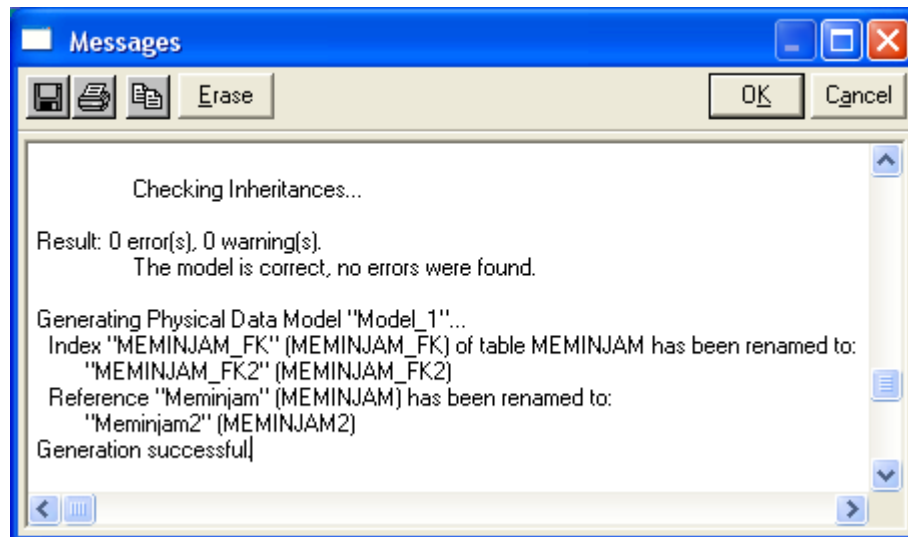 Messages
Erase
OK
Cancel
Checking Inheritances...
Result: 0 error(s), 0 warning(s).
The model is correct, no errors were found.
Generating Physical Data Model "Model_1"...
Index "MEMINJAM_FK" (MEMINJAM_FK) of table MEMINJAM has been renamed to:
"MEMINJAM_FK2" (MEMINJAM_FK2)
Reference "Meminjam" (MEMINJAM) has been renamed to:
"Meminjam2" (MEMINJAM2)
Generation successful.